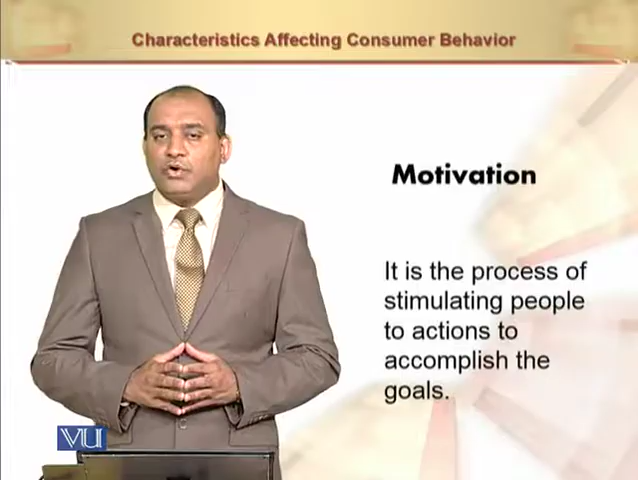 Characteristics Affecting Consumer Behavior
Motivation
It is the process of
stimulating people
to actions to
accomplish the
goals.
VU